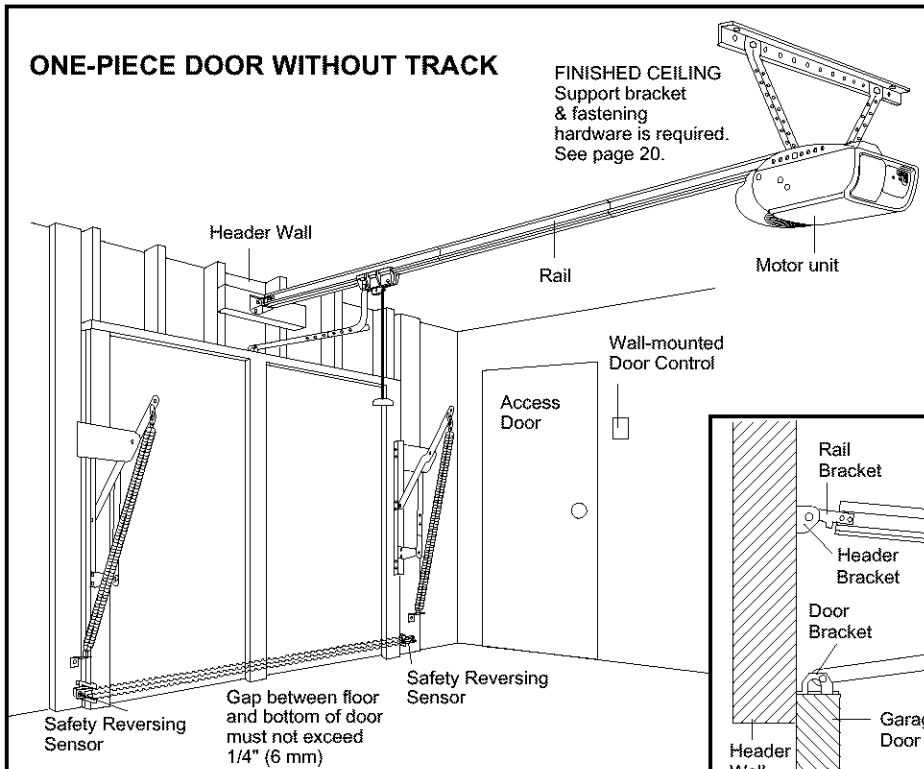 ONE-PIECE DOOR WITHOUT TRACK
FINISHED CEILING
Support bracket
& fastening
hardware is required.
See page 20.
Header Wall
Rail
Motor unit
Wall-mounted
Door Control
Access
Door
Rail
Bracket
Header
Bracket
Door
Bracket
Safety Reversing
Sensor
Gap between floor
and bottom of door
must not exceed
1/4" (6 mm)
Safety Reversing
Sensor
Garag
Door
Header